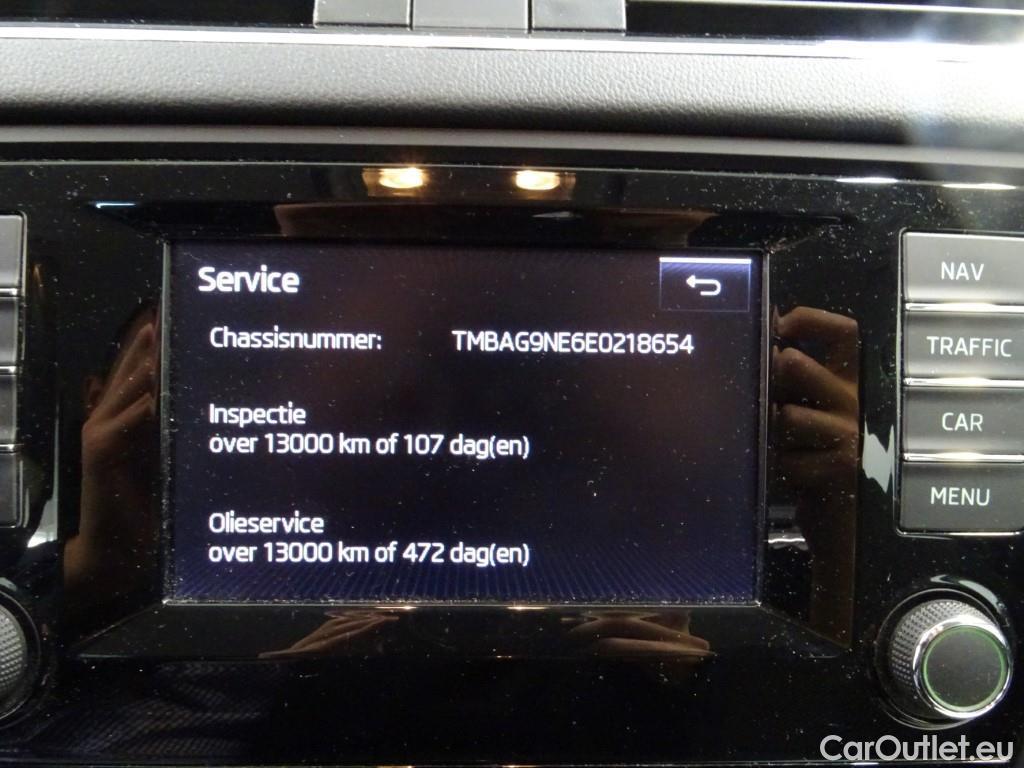 Service
Chassisnummer: TMBAG9NE6E0218654
Inspectie
over 13000 km of 107 dag(en)
Olieservice
over 13000 km of 472 dag(en)
NAV
TRAFFIC
CAR
MENU
CarOutlet.eu